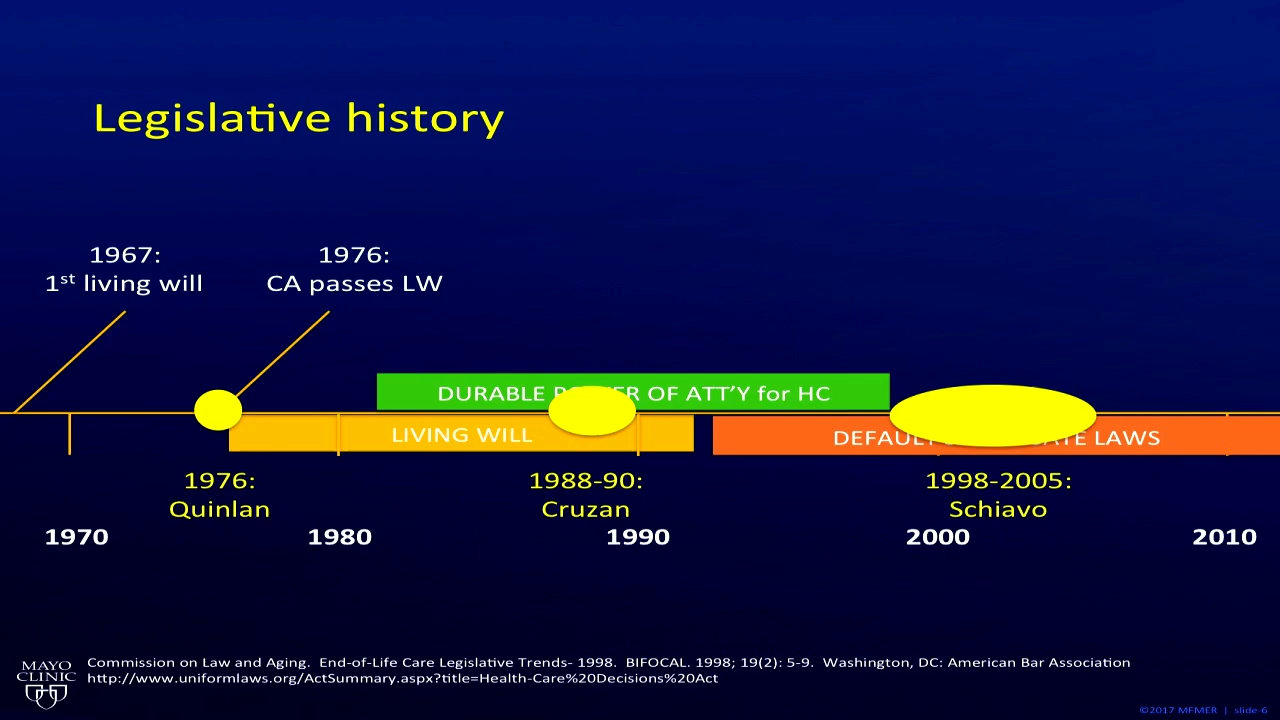 Legislative history
1967:
1st living will
1976:
CA passes LW
DURABLE R OF ATT'Y for HC
LIVING WILL
LAWS
1976:
Quinlan
1988-90:
Cruzan
1998-2005:
Schiavo
1970
1980
1990
2000
2010
MAYO
CLINIC
Commission on Law and Aging. End-of-Life Care Legislative Trends- 1998. BIFOCAL. 1998; 19(2): 5-9. Washington, DC: American Bar Association
http://www.uniformlaws.org/ActSummary.aspx?title=Health-Care%20Decisions%20Act
©2017 MFMER | slide-6